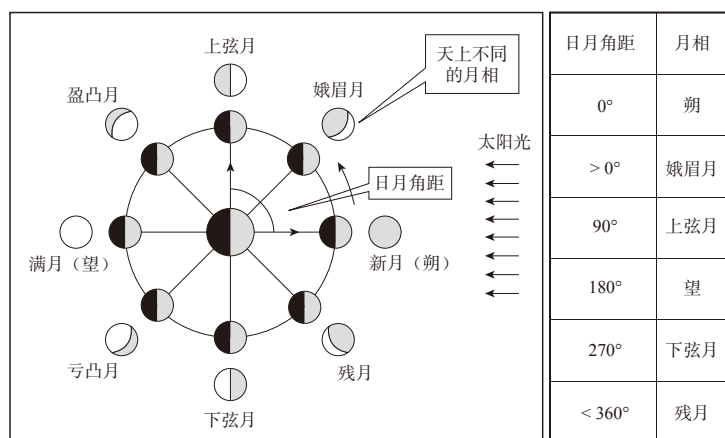 上弦月
天上不同
的月相
盈凸月
娥眉月
太阳光
日月角距
满月（望）
新月（朔）
亏凸月
残月
下弦月
日月角距 月相
0° 朔
> 0° 娥眉月
90° 上弦月
180° 望
270° 下弦月
< 360° 残月